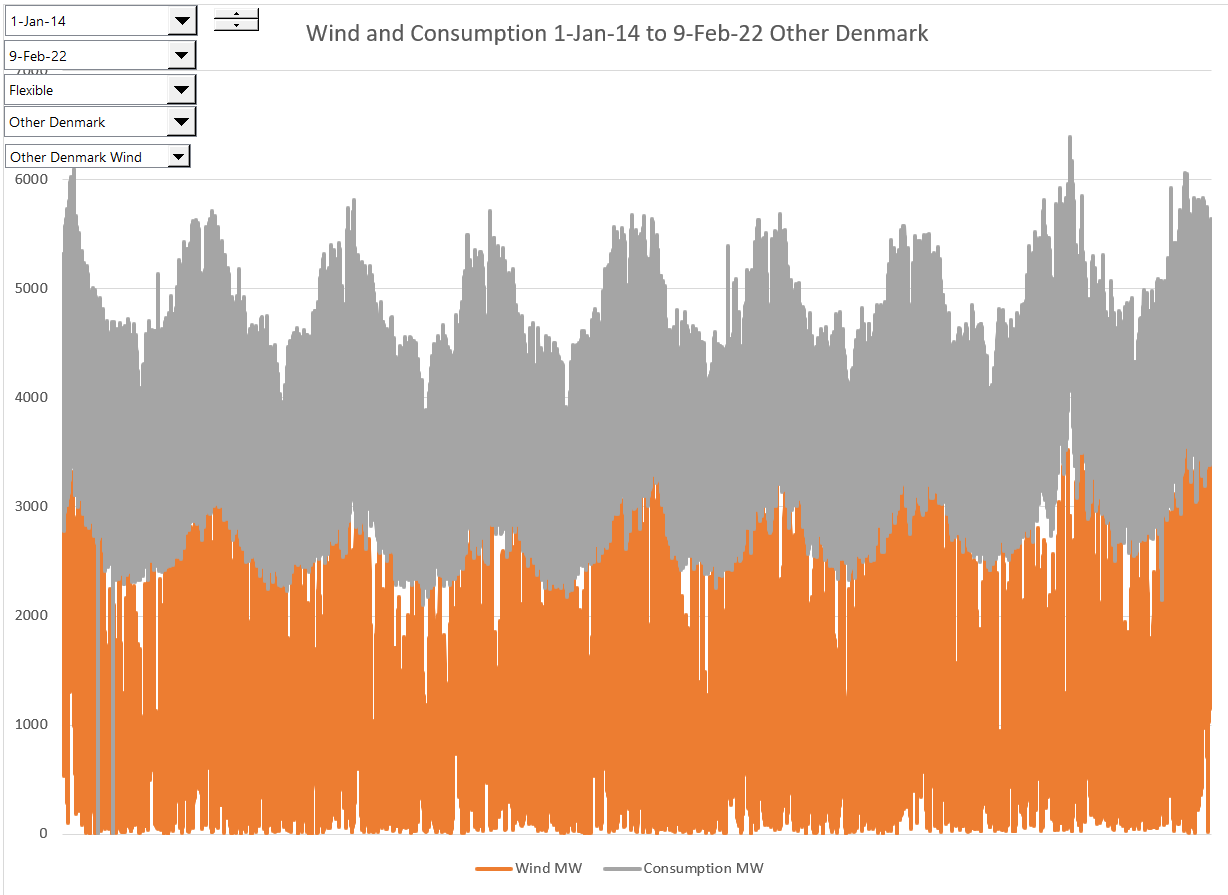 1-Jan-14
Wind and Consumption 1-Jan-14 to 9-Feb-22 Other Denmark
9-Feb-22
7000
Flexible
Other Denmark
Other Denmark Wind
6000
5000
4000
3000
2000
1000
0
Wind MW Consumption MW